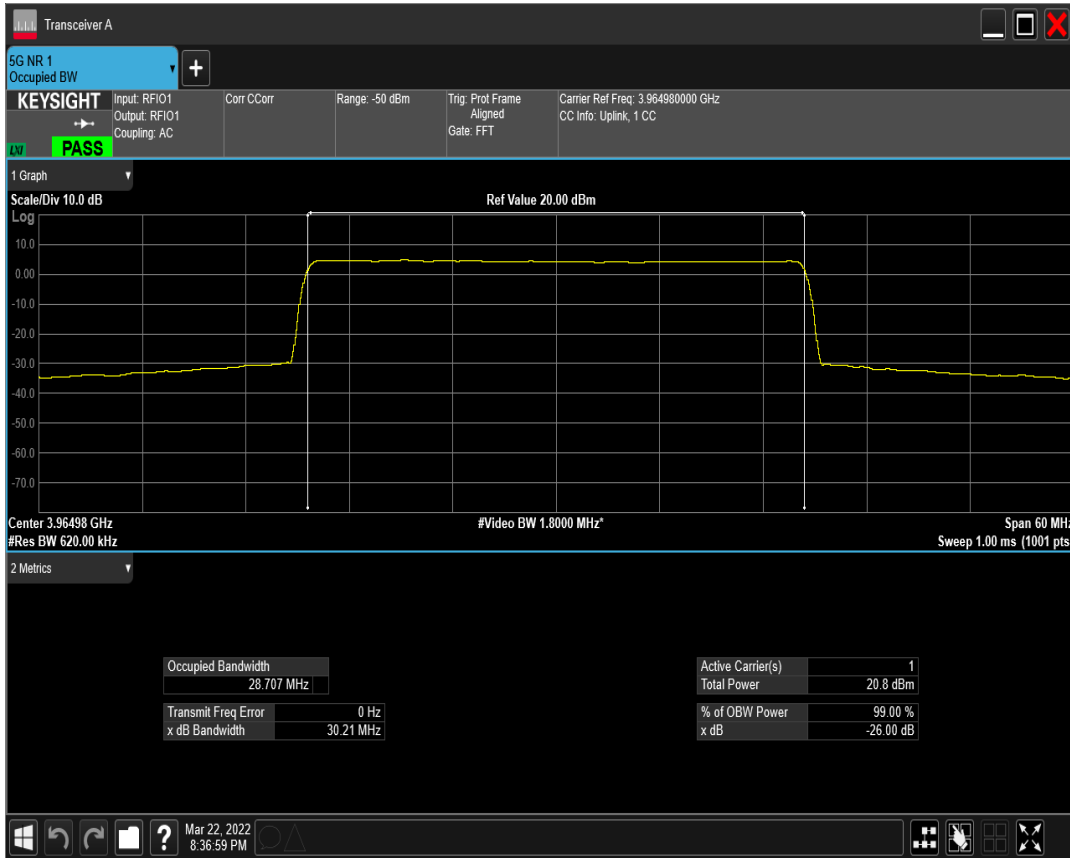 Transceiver A
5G NR 1
Occupied BW
+
KEYSIGHT
Input: RFIO1
Output: RFIO1
Coupling: AC
Corr CCorr
Range: -50 dBm
Trig: Prot Frame
Aligned
Gate: FFT
Carrier Ref Freq: 3.964980000 GHz
CC Info: Uplink, 1 CC
LXI
PASS
1 Graph
Scale/Div 10.0 dB
Ref Value 20.00 dBm
Log
10.0
0.00
-10.0
-20.0
-30.0
-40.0
-50.0
-60.0
-70.0
Center 3.96498 GHz
#Video BW 1.8000 MHz*
Span 60 MHz
#Res BW 620.00 kHz
Sweep 1.00 ms (1001 pts
2 Metrics
Occupied Bandwidth
28.707 MHz
Transmit Freq Error 0 Hz
x dB Bandwidth 30.21 MHz
Active Carrier(s) 1
Total Power 20.8 dBm
% of OBW Power 99.00 %
x dB -26.00 dB
?
Mar 22, 2022
8:36:59 PM